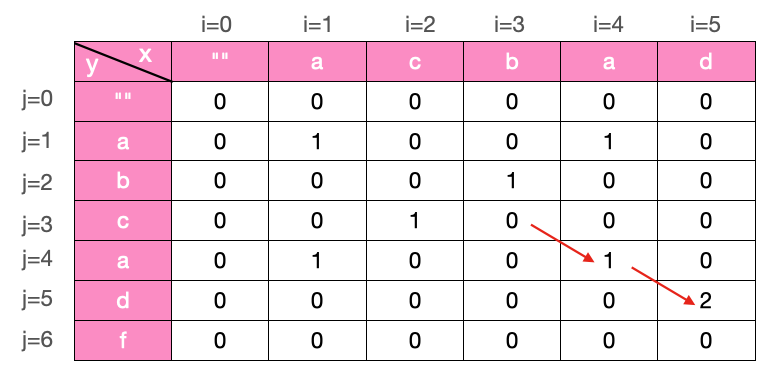 i=0 i=1 i=2 i=3 i=4 i=5
y x "" a c b a d
j=0 "" 0 0 0 0 0 0
j=1 a 0 1 0 0 1 0
j=2 b 0 0 0 1 0 0
j=3 c 0 0 1 0 0 0
j=4 a 0 1 0 0 1 0
j=5 d 0 0 0 0 0 2
j=6 f 0 0 0 0 0 0